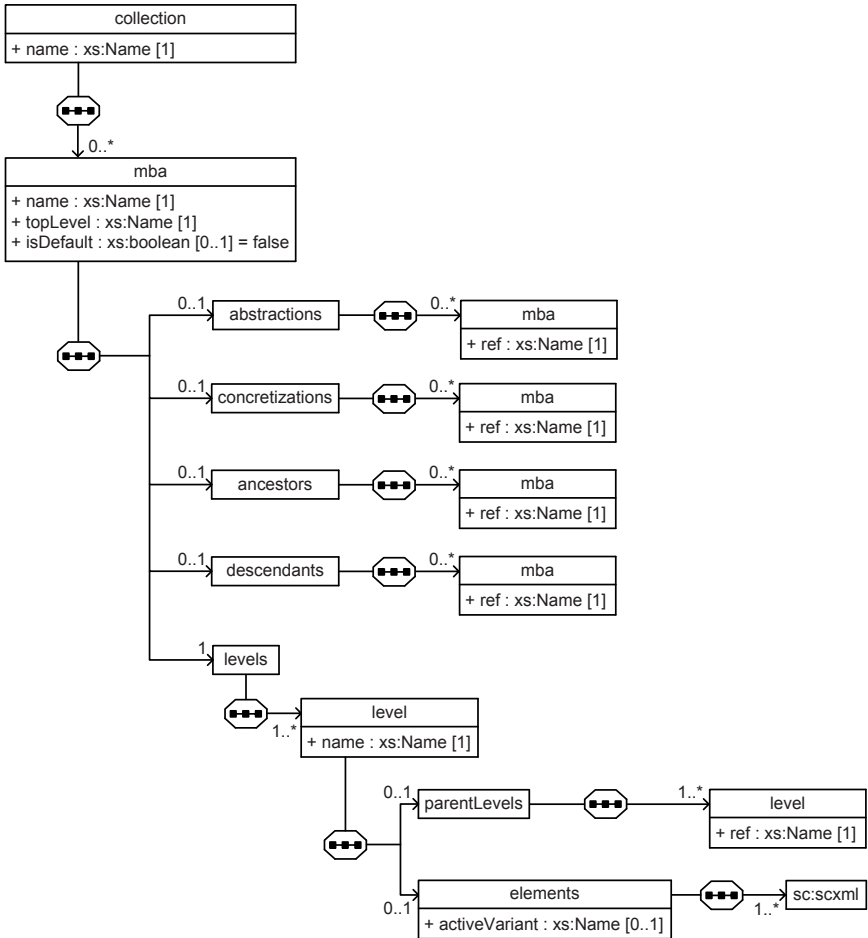 collection
+ name : xs:Name [1]
0..*
mba
+ name : xs:Name [1]
+ topLevel : xs:Name [1]
+ isDefault : xs:boolean [0..1] = false
0..1
abstractions
0..*
mba
+ ref : xs:Name [1]
0..1
concretizations
0..*
mba
+ ref : xs:Name [1]
0..1
ancestors
0..*
mba
+ ref : xs:Name [1]
0..1
descendants
0..*
mba
+ ref : xs:Name [1]
1
levels
1..*
level
+ name : xs:Name [1]
0..1
parentLevels
1..*
level
+ ref : xs:Name [1]
0..1
elements
+ activeVariant : xs:Name [0..1]
1..*
sc:scxml